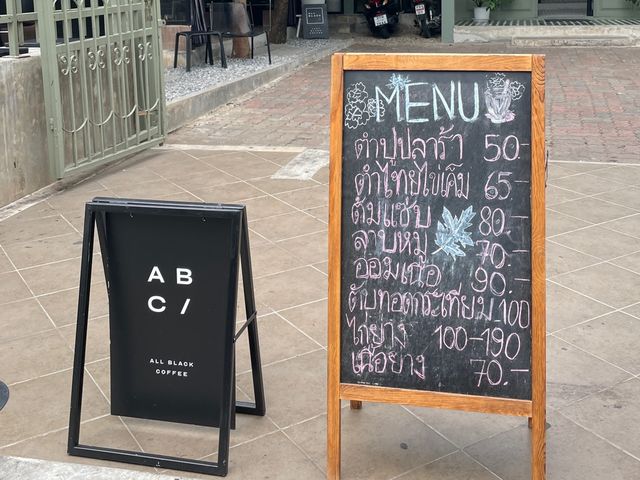 A B
C /
ALL BLACK
COFFEE
MENU
ตำปูปลาร้า 50.-
ตำไทยไข่เค็ม 65-
ต้มแซ่บ 80-
ลาบหมู 70-
อ่อมเนื้อ 90.-
ตับทอดกระเทียม 100
ไก่ย่าง 100-190
เนื้อย่าง 70.-